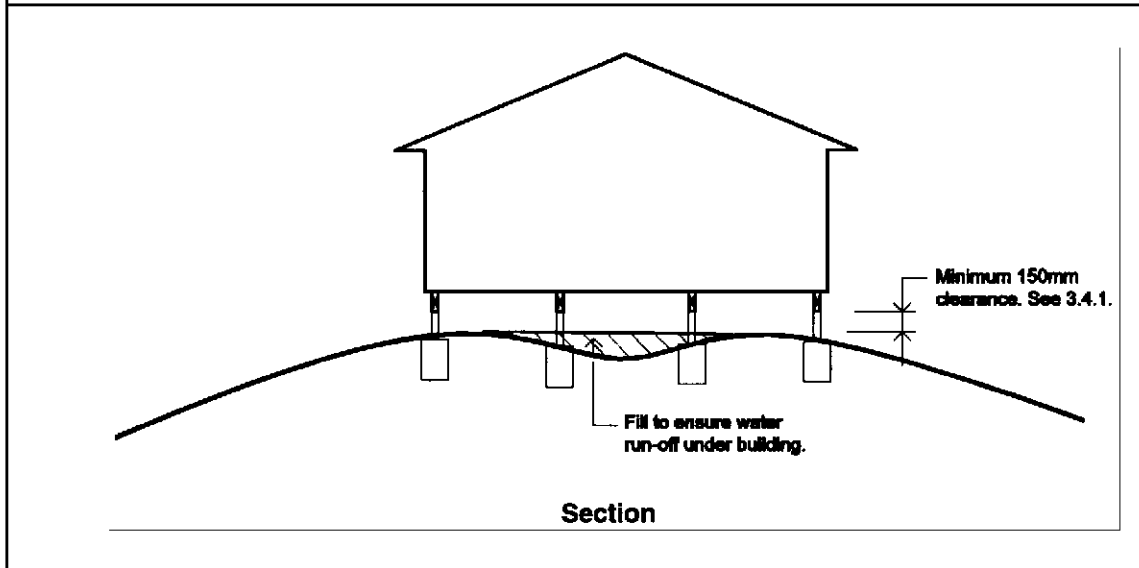 Minimum 150mm
clearance. See 3.4.1.
Fill to ensure water
run-off under building.
Section